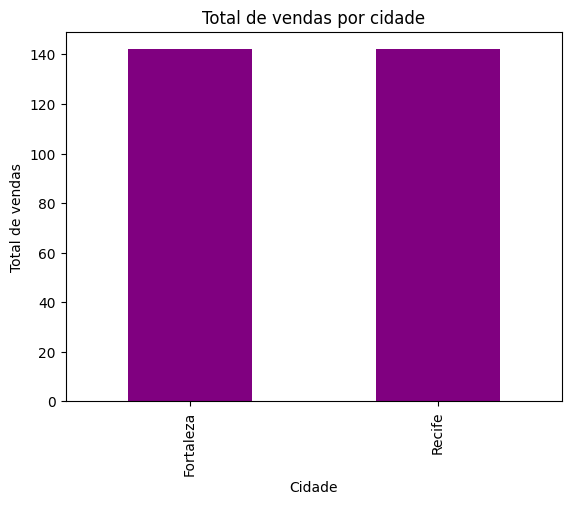 Total de vendas por cidade
Total de vendas
140
120
100
80
60
40
20
0
Fortaleza
Recife
Cidade